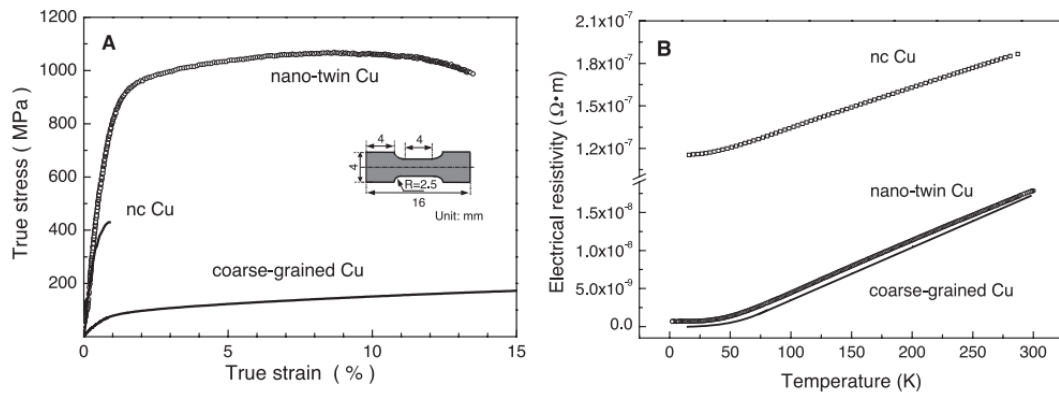 A
1200
1000
800
600
400
200
0
0
5
10
15
True stress ( MPa)
True strain ( % )
nano-twin Cu
nc Cu
coarse-grained Cu
4
4
4
R=2.5
16
Unit: mm
B
2.1x10-7
1.8x10-7
1.5x10-7
1.2x10-7
1.5x10-8
5.0x10-9
0.0
0
50
100
150
200
250
300
Electrical resistivity ( Ω•m)
Temperature (K)
nc Cu
nano-twin Cu
coarse-grained Cu